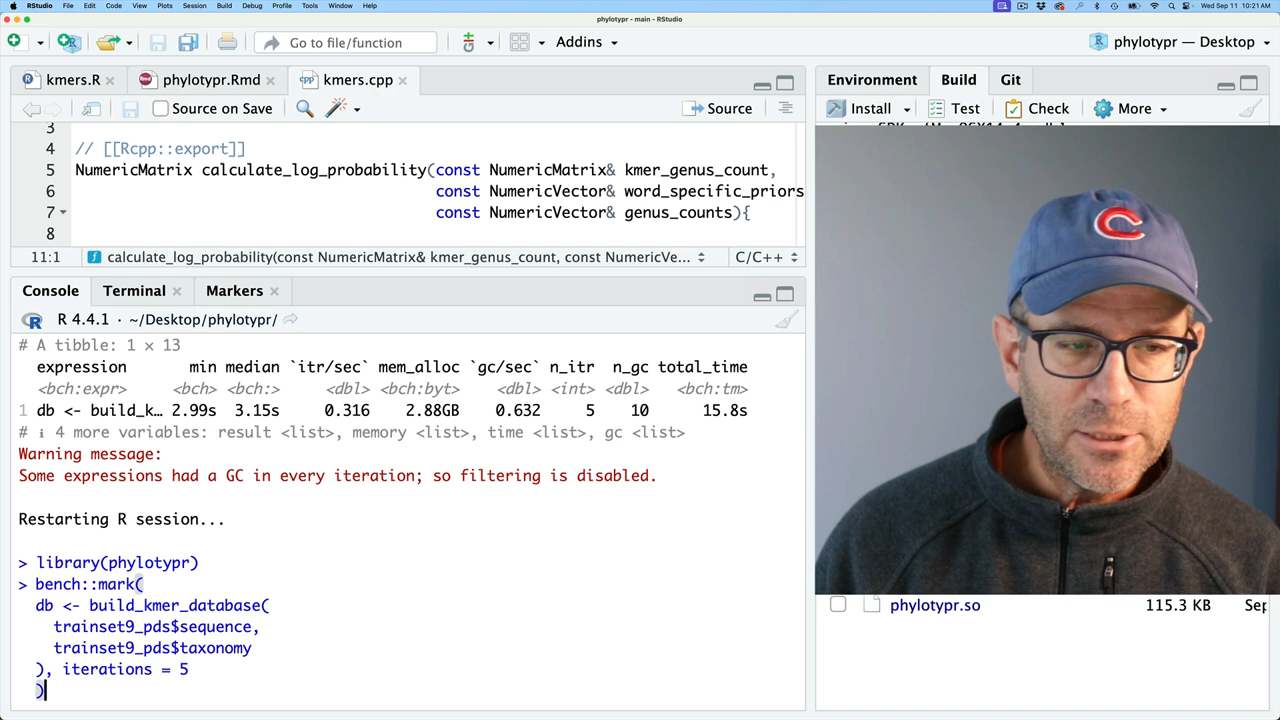 RStudio File Edit Code View Plots Session Build Debug Profile Tools Window Help Wed Sep 11 10:21 AM
phylotypr - main - RStudio
Go to file/function Addins phylotypr — Desktop
kmers.R phylotypr.Rmd kmers.cpp Environment Build Git
Source on Save Source Install Test Check More
3
4 // [[Rcpp::export]]
5 NumericMatrix calculate_log_probability(const NumericMatrix& kmer_genus_count,
6 const NumericVector& word_specific_priors
7 const NumericVector& genus_counts){
8
11:1 calculate_log_probability(const NumericMatrix& kmer_genus_count, const NumericVe... C/C++
Console Terminal Markers
R 4.4.1 · ~/Desktop/phylotypr/
# A tibble: 1 × 13
expression min median `itr/sec` mem_alloc `gc/sec` n_itr n_gc total_time
<bch:expr> <bch> <bch:> <dbl> <bch:byt> <dbl> <int> <dbl> <bch:tm>
1 db <- build_k… 2.99s 3.15s 0.316 2.88GB 0.632 5 10 15.8s
# ℹ 4 more variables: result <list>, memory <list>, time <list>, gc <list>
Warning message:
Some expressions had a GC in every iteration; so filtering is disabled.
Restarting R session...
> library(phylotypr)
> bench::mark(
db <- build_kmer_database(
trainset9_pds$sequence,
trainset9_pds$taxonomy
), iterations = 5
)
phylotypr.so 115.3 KB Sep
C